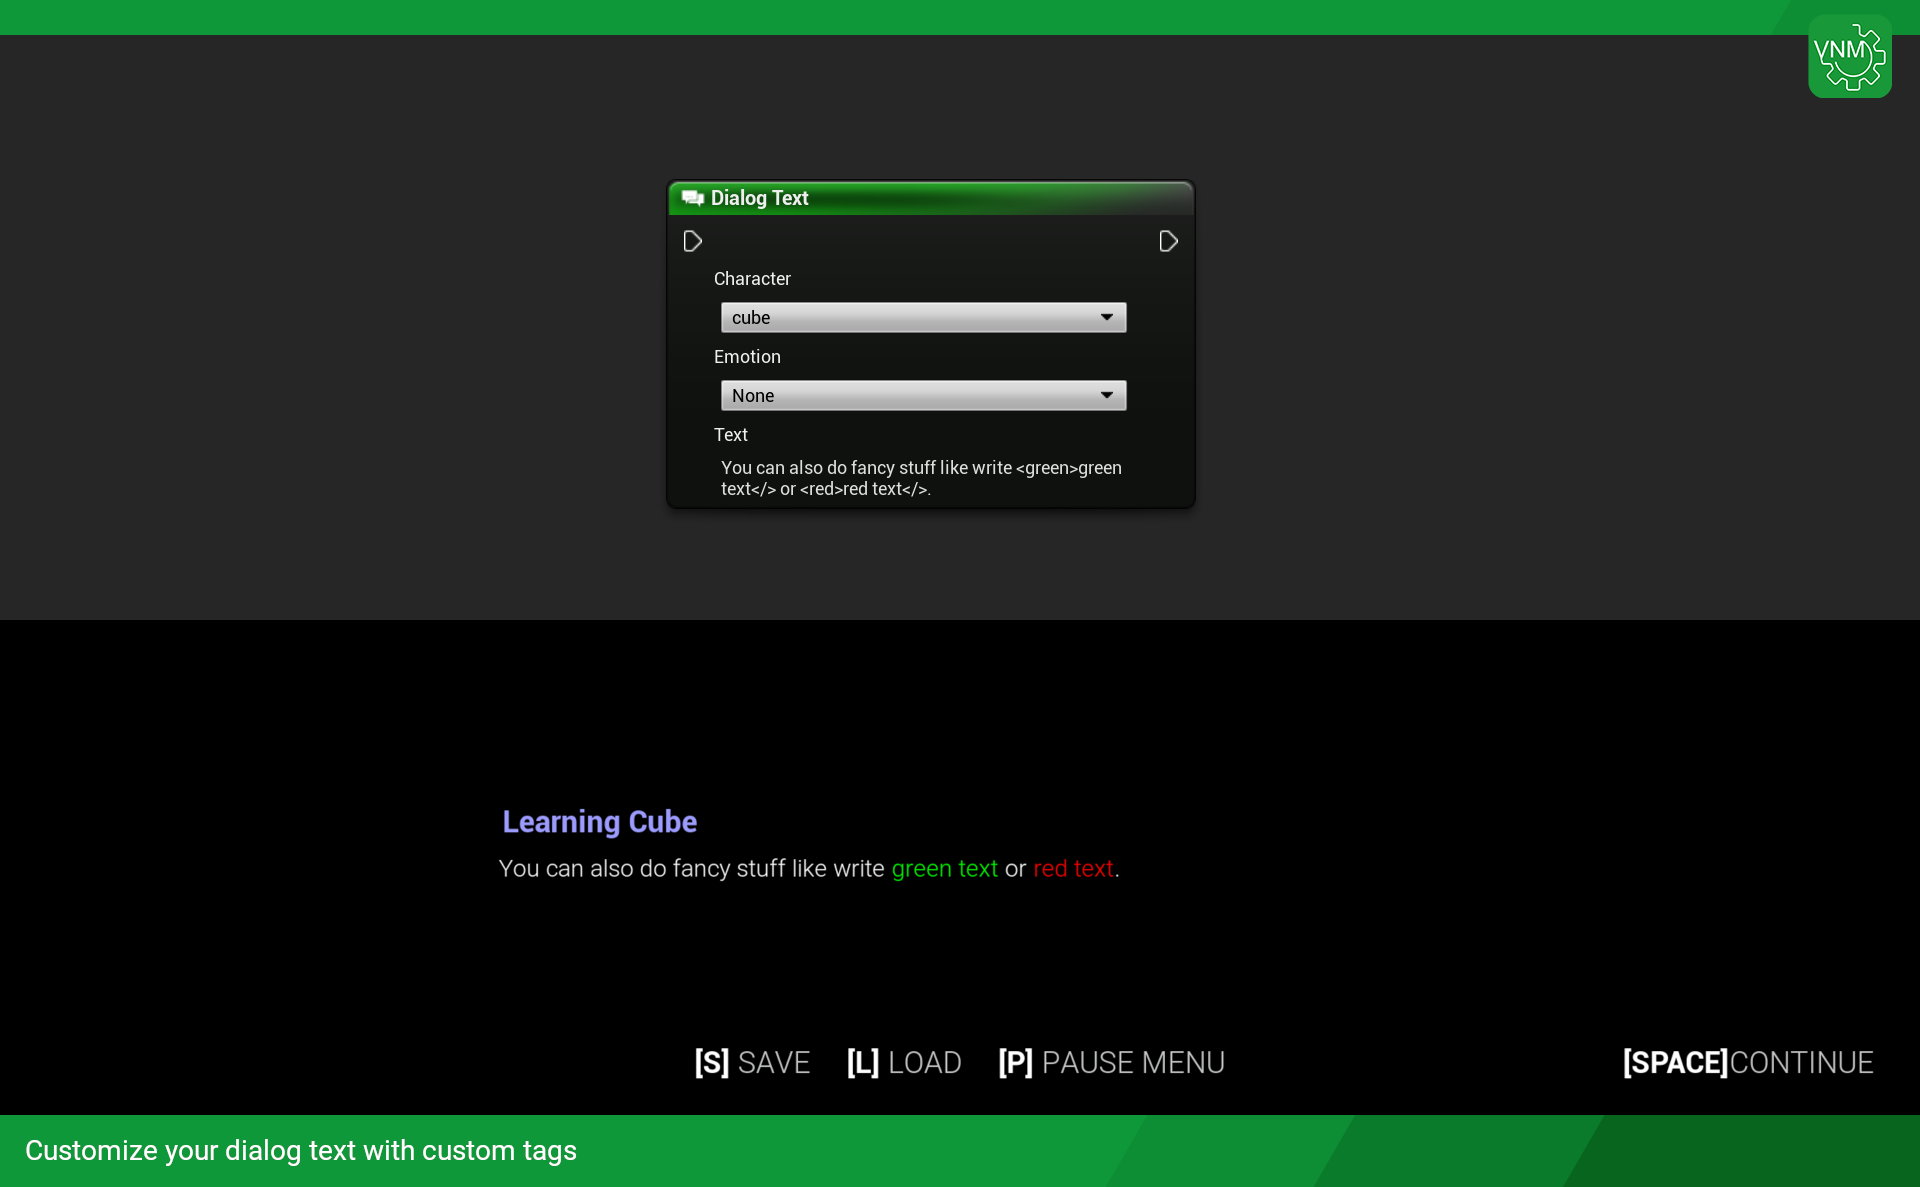 VNM
Dialog Text
Character
cube
Emotion
None
Text
You can also do fancy stuff like write <green>green
text</> or <red>red text</>.
Learning Cube
You can also do fancy stuff like write green text or red text.
[S] SAVE [L] LOAD [P] PAUSE MENU [SPACE]CONTINUE
Customize your dialog text with custom tags